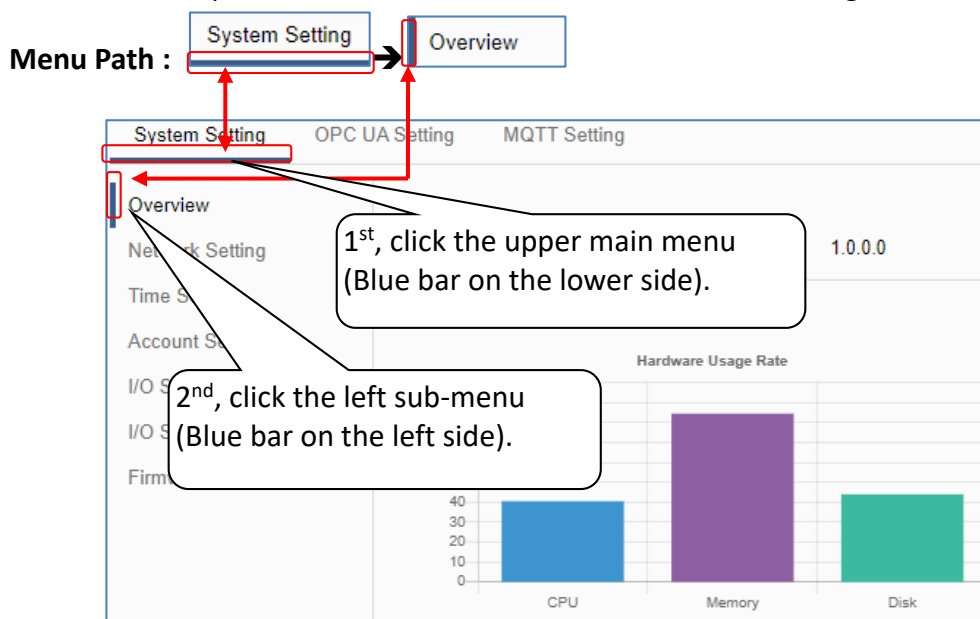 System Setting
Overview
Menu Path :
System Setting OPC UA Setting MQTT Setting
Overview
1st, click the upper main menu
(Blue bar on the lower side).
1.0.0.0
Setting
Time
Account
Hardware Usage Rate
I/O
2nd, click the left sub-menu
(Blue bar on the left side).
I/O
40
30
20
10
0
CPU Memory Disk